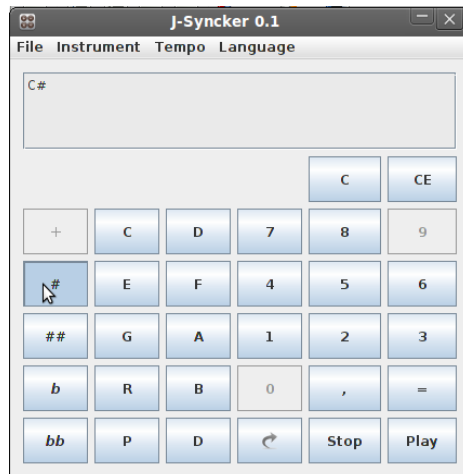 J-Syncker 0.1
File Instrument Tempo Language
C#
C CE
+ C D 7 8 9
# E F 4 5 6
## G A 1 2 3
b R B 0 , =
bb P D Stop Play